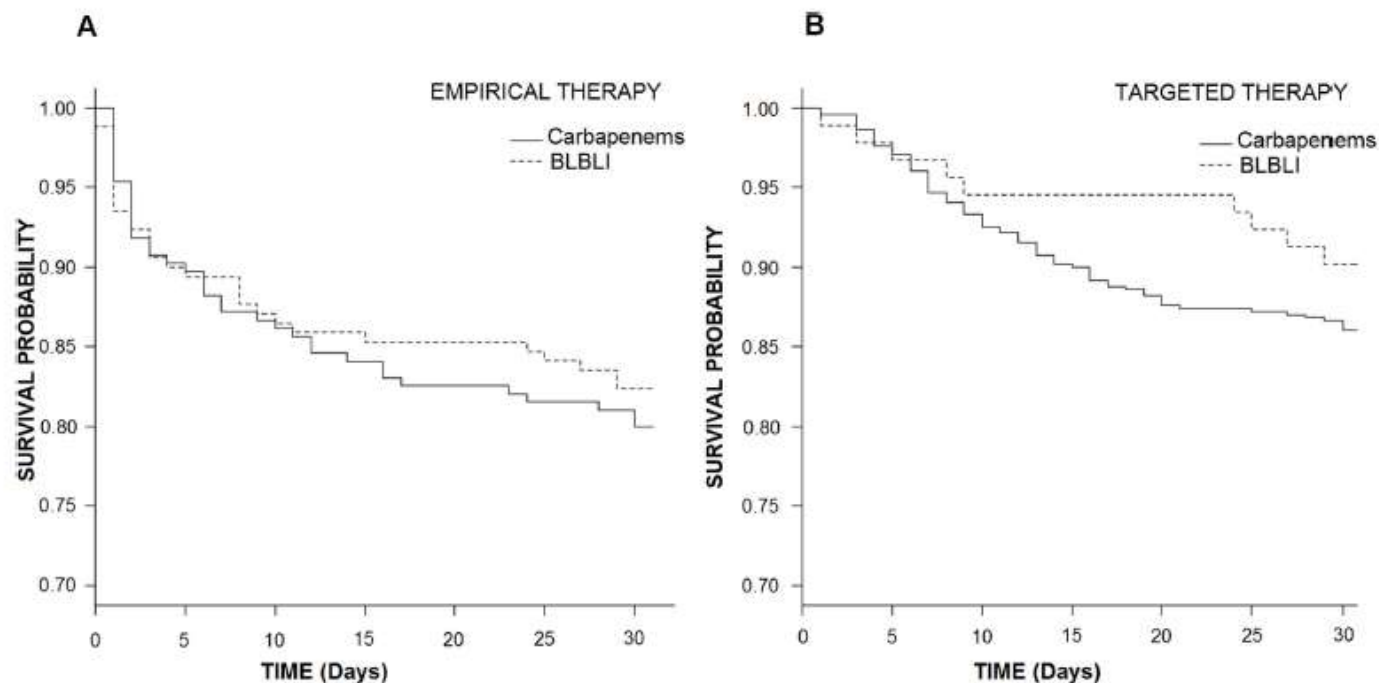 A
EMPIRICAL THERAPY
Carbapenems
BLBLI
1.00
0.95
0.90
0.85
0.80
0.75
0.70
SURVIVAL PROBABILITY
0 5 10 15 20 25 30
TIME (Days)
B
TARGETED THERAPY
Carbapenems
BLBLI
1.00
0.95
0.90
0.85
0.80
0.75
0.70
SURVIVAL PROBABILITY
0 5 10 15 20 25 30
TIME (Days)